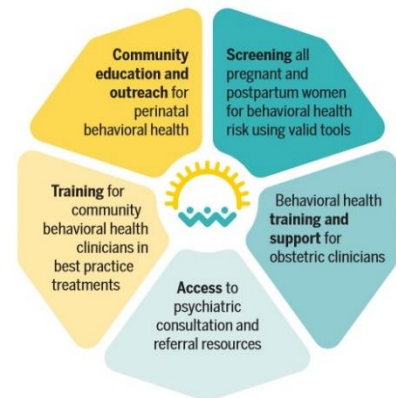 Community
education and
outreach for
perinatal
behavioral health
Screening all
pregnant and
postpartum women
for behavioral health
risk using valid tools
Behavioral health
training and
support for
obstetric clinicians
Access to
psychiatric
consultation and
referral resources
Training for
community
behavioral health
clinicians in
best practice
treatments